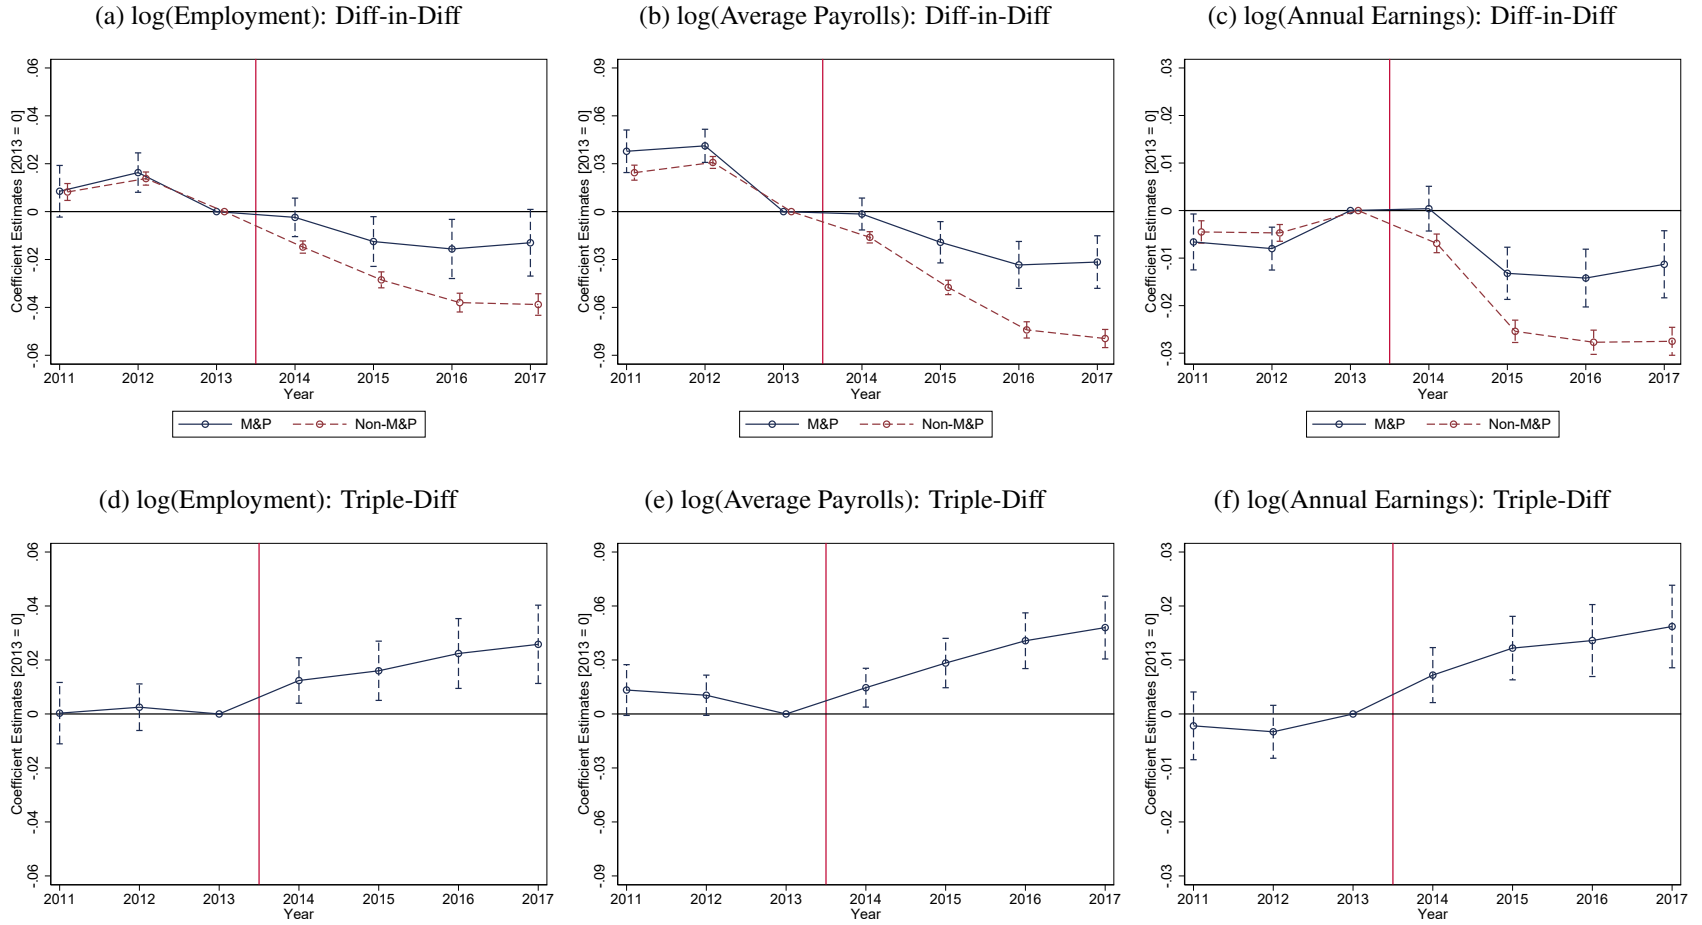 (a) log(Employment): Diff-in-Diff
Coefficient Estimates [2013 = 0]
.06
.04
.02
0
-.02
-.04
-.06
2011 2012 2013 2014 2015 2016 2017
Year
M&P Non-M&P
(b) log(Average Payrolls): Diff-in-Diff
Coefficient Estimates [2013 = 0]
.09
.06
.03
0
-.03
-.06
-.09
2011 2012 2013 2014 2015 2016 2017
Year
M&P Non-M&P
(c) log(Annual Earnings): Diff-in-Diff
Coefficient Estimates [2013 = 0]
.03
.02
.01
0
-.01
-.02
-.03
2011 2012 2013 2014 2015 2016 2017
Year
M&P Non-M&P
(d) log(Employment): Triple-Diff
Coefficient Estimates [2013 = 0]
.06
.04
.02
0
-.02
-.04
-.06
2011 2012 2013 2014 2015 2016 2017
Year
(e) log(Average Payrolls): Triple-Diff
Coefficient Estimates [2013 = 0]
.09
.06
.03
0
-.03
-.06
-.09
2011 2012 2013 2014 2015 2016 2017
Year
(f) log(Annual Earnings): Triple-Diff
Coefficient Estimates [2013 = 0]
.03
.02
.01
0
-.01
-.02
-.03
2011 2012 2013 2014 2015 2016 2017
Year